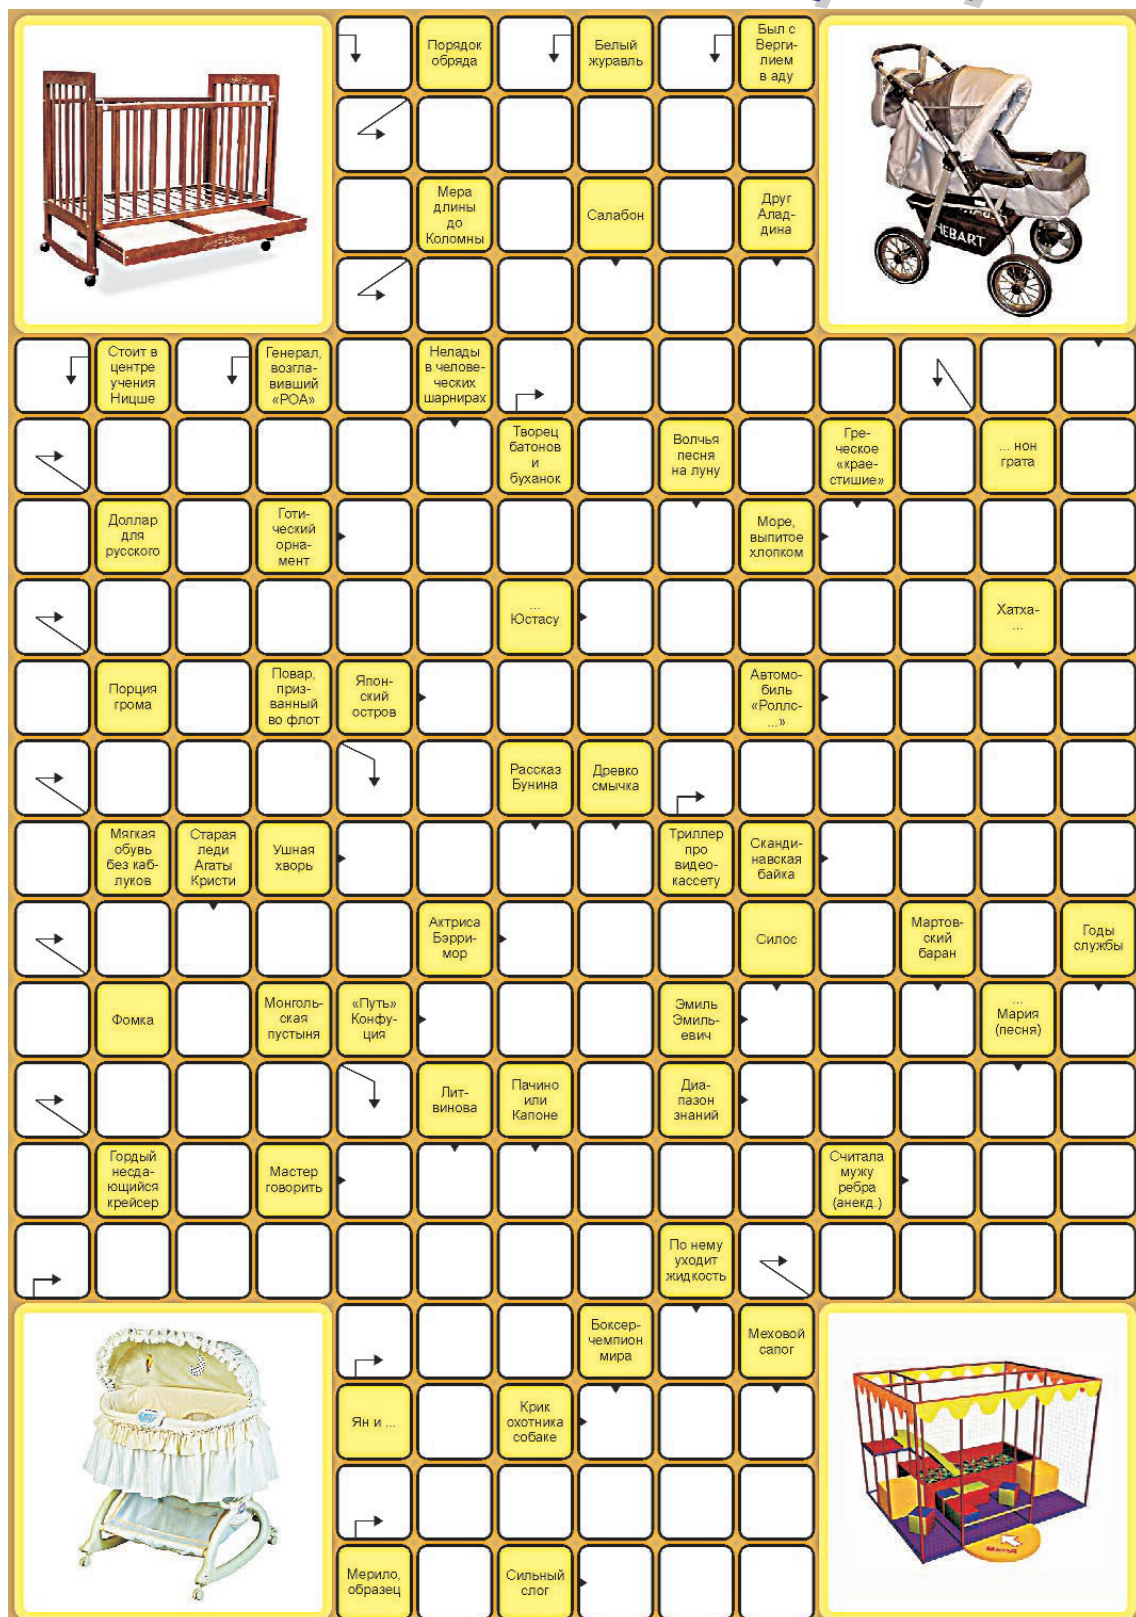 Порядок
обряда
Белый
журавль
Был с
Верги-
лием
в аду
Мера
длины
до
Коломны
Салабон
Друг
Алад-
дина
HEBART
Стоит в
центре
учения
Ницше
Генерал,
возгла-
вивший
«РОА»
Нелады
в челове-
ческих
шарнирах
Творец
батонов
и
буханок
Волчья
песня
на луну
Гре-
ческое
«крае-
стишие»
... нон
грата
Доллар
для
русского
Готи-
ческий
орна-
мент
Море,
выпитое
хлопком
...
Юстасу
Хатха-
...
Порция
грома
Повар,
приз-
ванный
во флот
Япон-
ский
остров
Автомо-
биль
«Роллс-
...»
Рассказ
Бунина
Древко
смычка
Мягкая
обувь
без каб-
луков
Старая
леди
Агаты
Кристи
Ушная
хворь
Триллер
про
видео-
кассету
Сканди-
навская
байка
Актриса
Бэрри-
мор
Силос
Мартов-
ский
баран
Годы
службы
Фомка
Монголь-
ская
пустыня
«Путь»
Конфу-
ция
Эмиль
Эмиль-
евич
...
Мария
(песня)
Лит-
винова
Пачино
или
Капоне
Диа-
пазон
знаний
Гордый
несда-
ющийся
крейсер
Мастер
говорить
Считала
мужу
ребра
(анекд.)
По нему
уходит
жидкость
Боксер-
чемпион
мира
Меховой
сапог
Ян и ...
Крик
охотника
собаке
Мерило,
образец
Сильный
слог